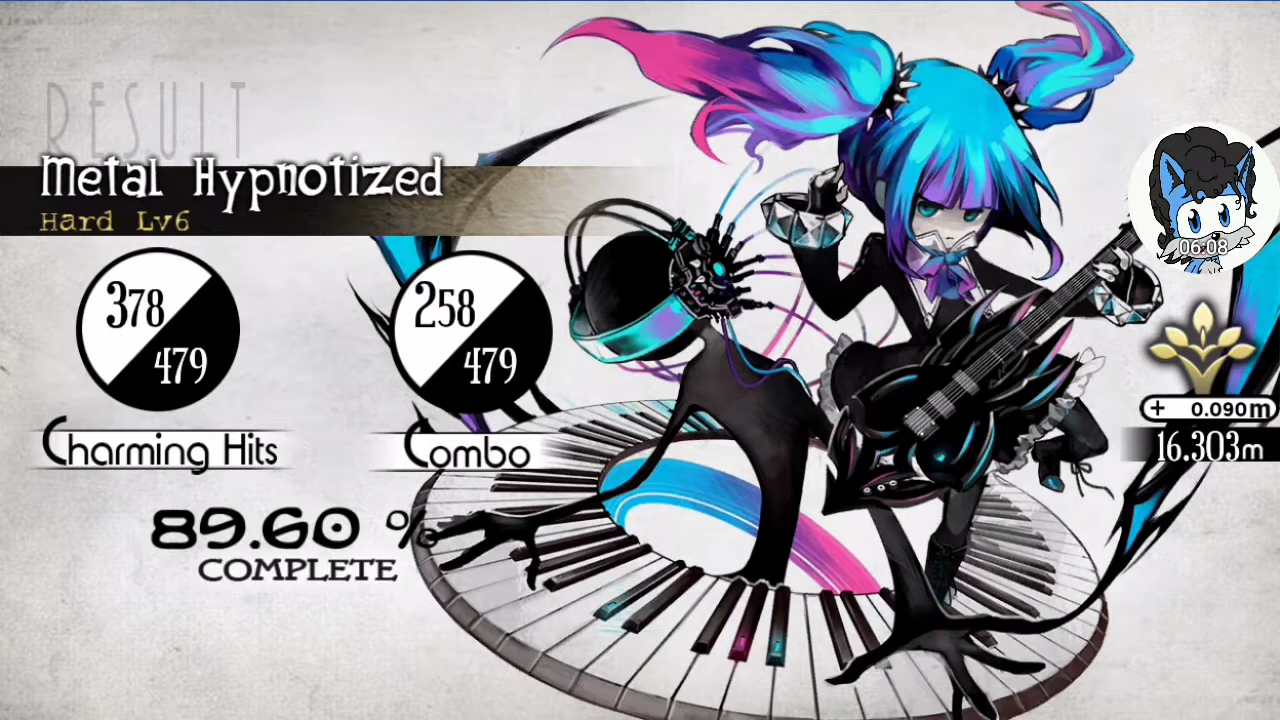 RESULT
Metal Hypnotized
Hard Lv6
378
479
Charming Hits
258
479
Combo
89.60 %
COMPLETE
06:08
+ 0.090m
16.303m